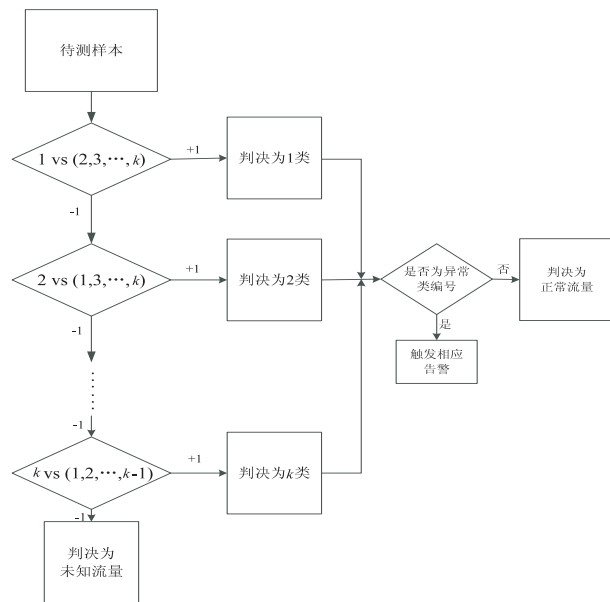 待测样本
1 vs (2,3,⋯,k)
+1
判决为1类
-1
2 vs (1,3,⋯,k)
+1
判决为2类
是否为异常
类编号
否
判决为
正常流量
是
触发相应
告警
-1
······
-1
k vs (1,2,⋯,k-1)
+1
判决为k类
-1
判决为
未知流量